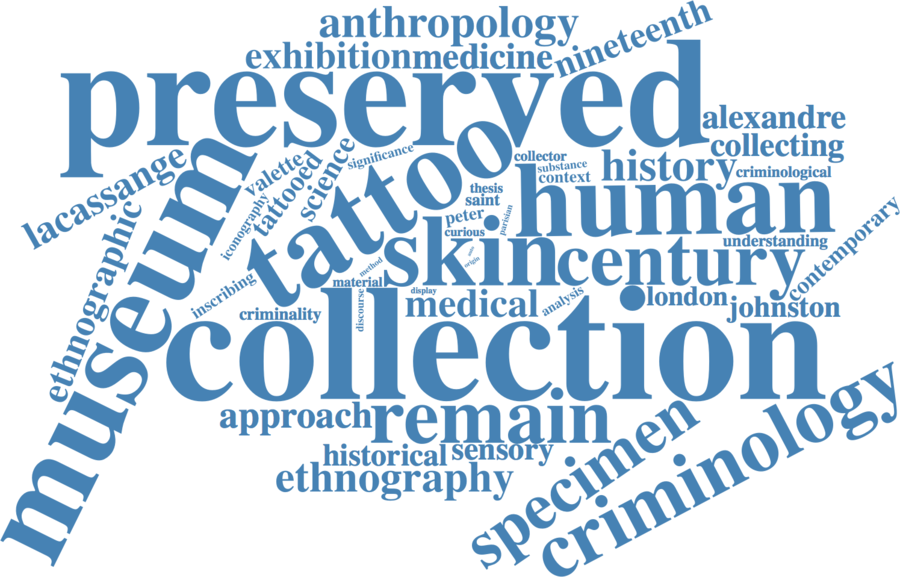 anthropology
nineteenth
exhibition
medicine
preserved
alexandre
collecting
lacassange
museum
valette
tattooed
science
significance
tattoo
collector
substance
context
history
criminological
iconography
thesis
saint
peter
curious
parisian
human
ethnographic
skin
century
understanding
contemporary
method
origin
material
inscribing
criminality
discourse
display
medical
analysis
london
johnston
collection
approach
remain
specimen
criminology
historical
sensory
ethnography